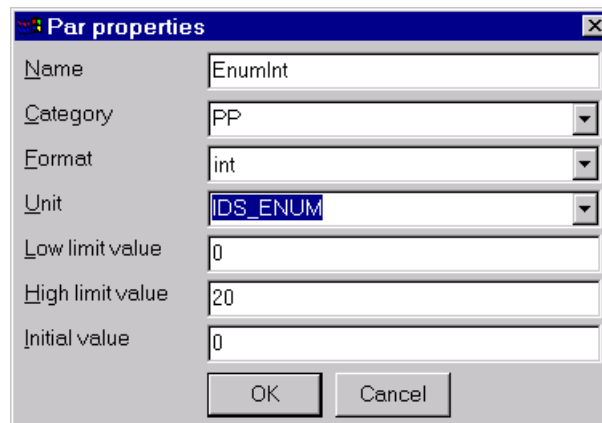 Par properties
Name EnumInt
Category PP
Format int
Unit IDS_ENUM
Low limit value 0
High limit value 20
Initial value 0
OK Cancel